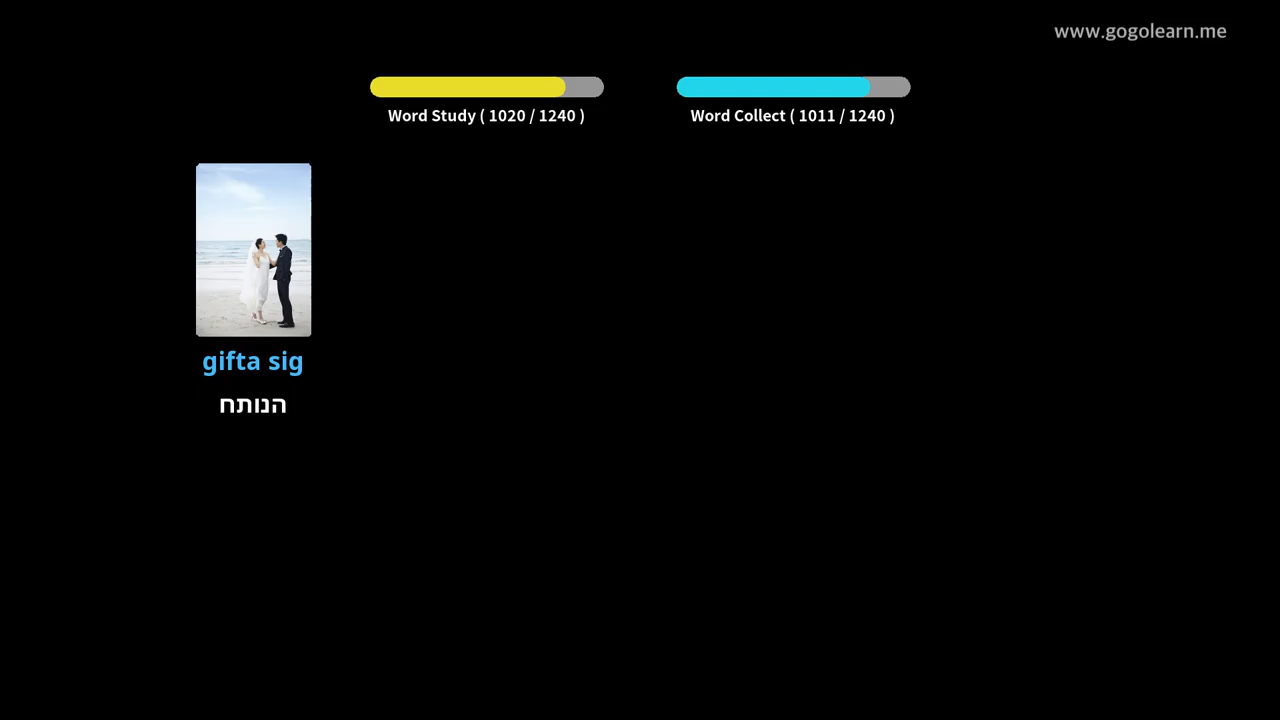 www.gogolearn.me
Word Study ( 1020 / 1240 )
Word Collect ( 1011 / 1240 )
gifta sig
הנותח